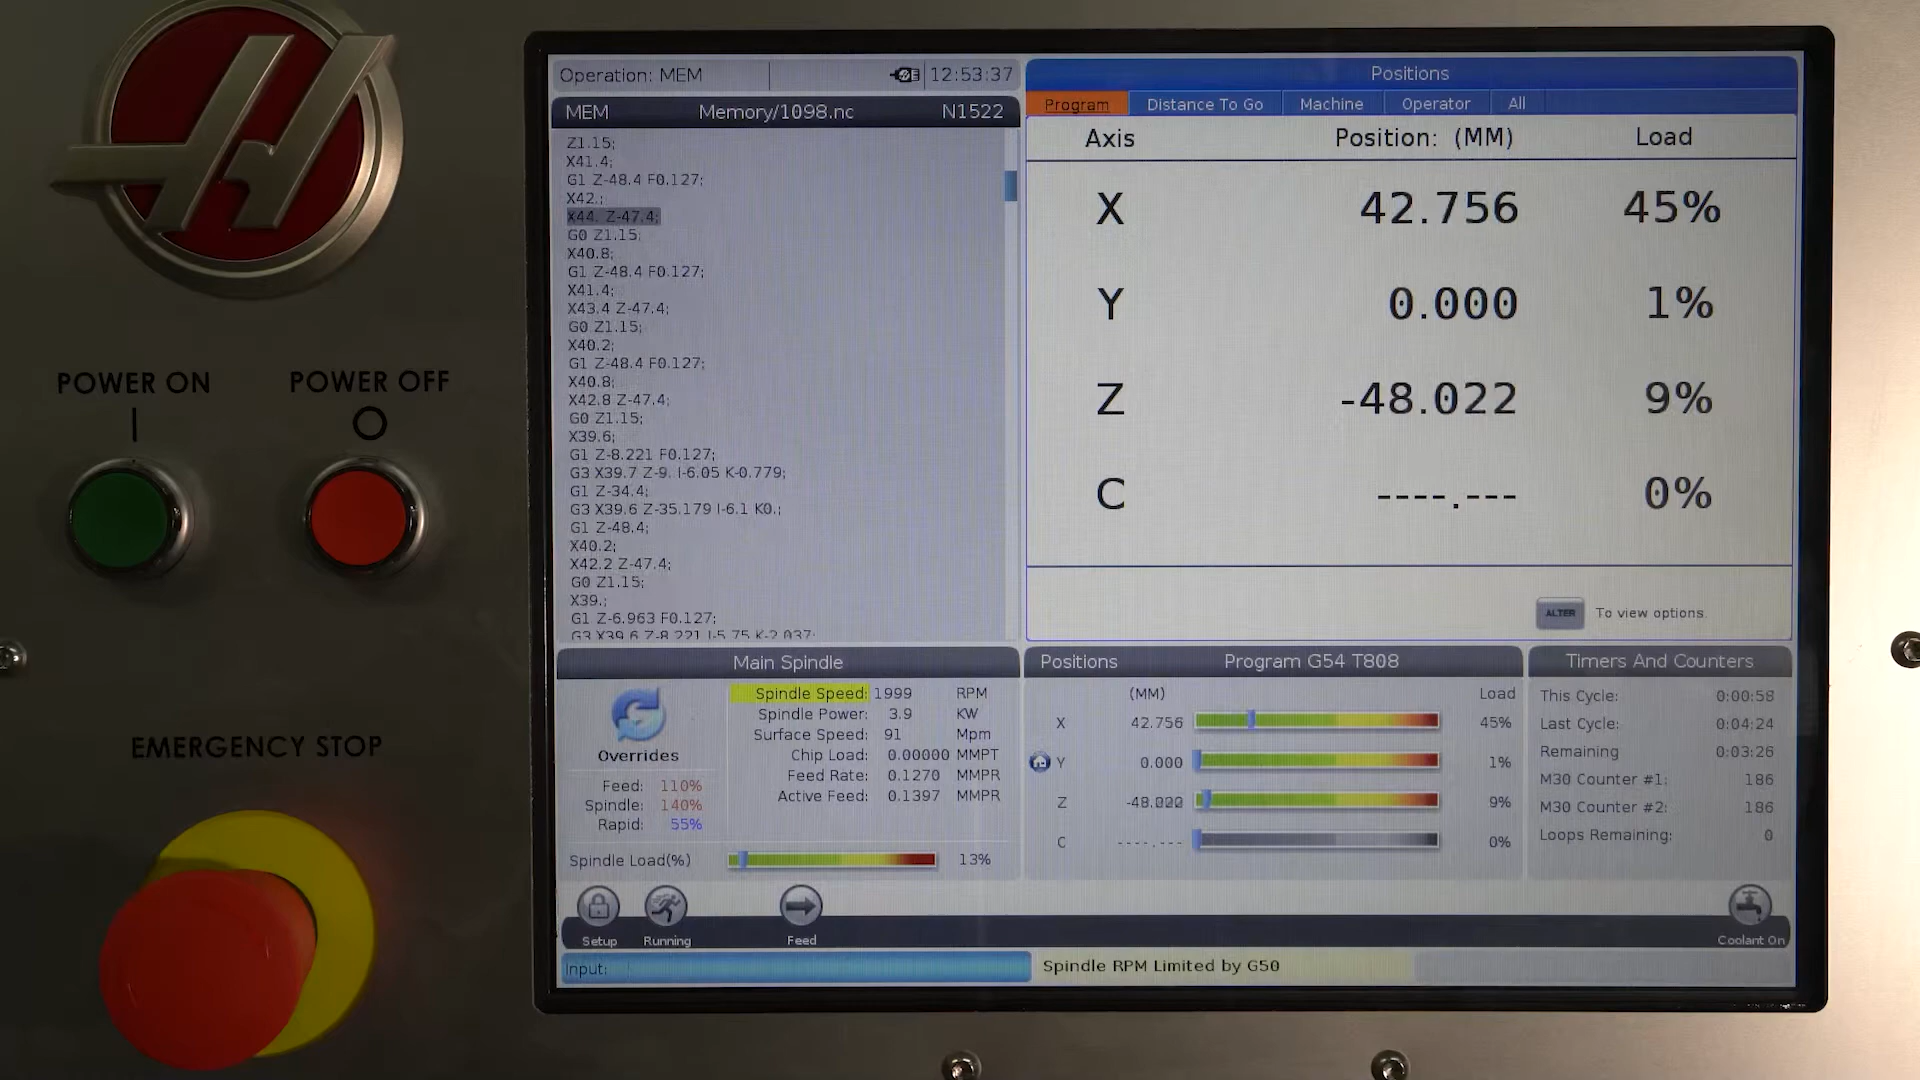 POWER ON
POWER OFF
EMERGENCY STOP
Operation: MEM 12:53:37
MEM Memory/1098.nc N1522
Z1.15;
X41.4;
G1 Z-48.4 F0.127;
X42.;
X44. Z-47.4;
G0 Z1.15;
X40.8;
G1 Z-48.4 F0.127;
X41.4;
X43.4 Z-47.4;
G0 Z1.15;
X40.2;
G1 Z-48.4 F0.127;
X40.8;
X42.8 Z-47.4;
G0 Z1.15;
X39.6;
G1 Z-8.221 F0.127;
G3 X39.7 Z-9. I-6.05 K-0.779;
G1 Z-34.4;
G3 X39.6 Z-35.179 I-6.1 K0.;
G1 Z-48.4;
X40.2;
X42.2 Z-47.4;
G0 Z1.15;
X39.;
G1 Z-6.963 F0.127;
G3 X39.6 Z-8.221 I-5.75 K-2.037;
Positions
Program Distance To Go Machine Operator All
Axis Position: (MM) Load
X 42.756 45%
Y 0.000 1%
Z -48.022 9%
C ----.--- 0%
ALTER To view options.
Main Spindle
Overrides
Feed: 110%
Spindle: 140%
Rapid: 55%
Spindle Speed: 1999 RPM
Spindle Power: 3.9 KW
Surface Speed: 91 Mpm
Chip Load: 0.00000 MMPT
Feed Rate: 0.1270 MMPR
Active Feed: 0.1397 MMPR
Spindle Load(%) 13%
Positions Program G54 T808
(MM) Load
X 42.756 45%
Y 0.000 1%
Z -48.022 9%
C ----.--- 0%
Timers And Counters
This Cycle: 0:00:58
Last Cycle: 0:04:24
Remaining 0:03:26
M30 Counter #1: 186
M30 Counter #2: 186
Loops Remaining: 0
Setup Running Feed Coolant On
Input: Spindle RPM Limited by G50